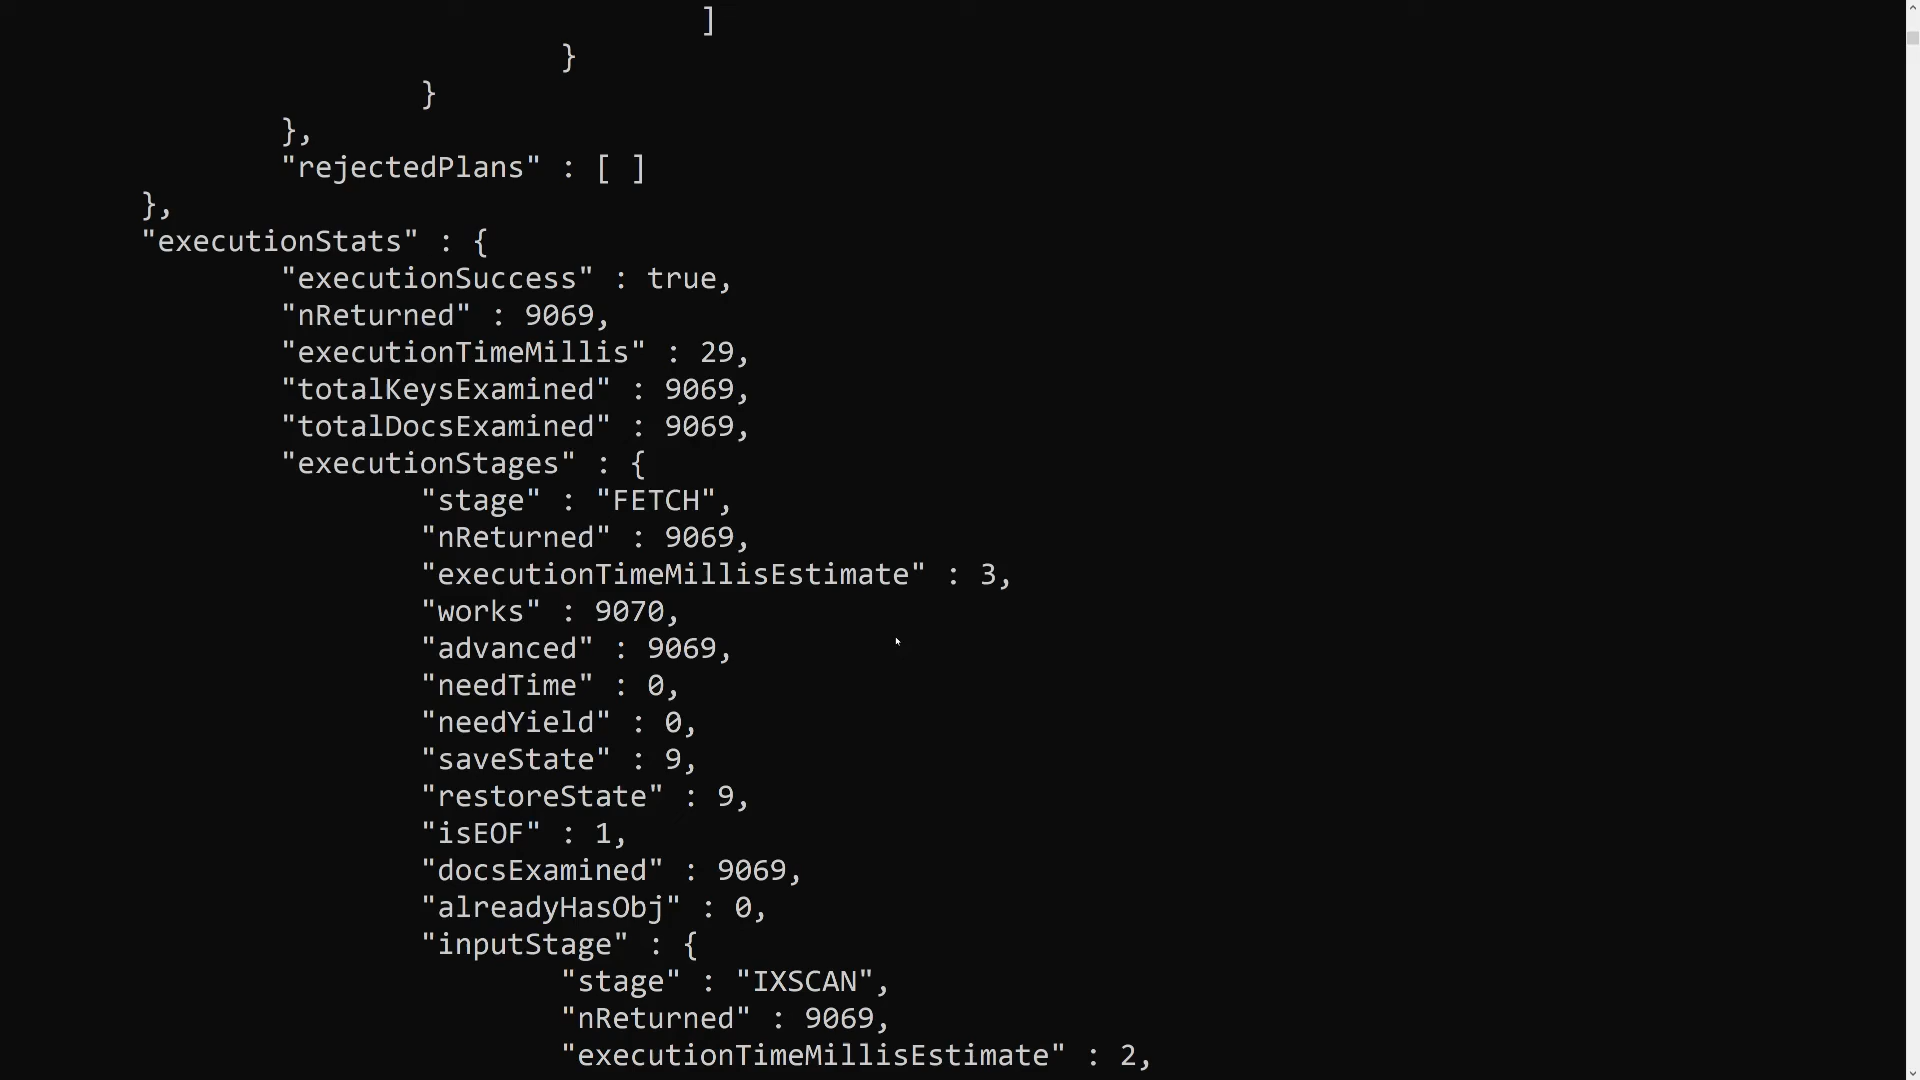 ]
}
}
},
"rejectedPlans" : [ ]
},
"executionStats" : {
"executionSuccess" : true,
"nReturned" : 9069,
"executionTimeMillis" : 29,
"totalKeysExamined" : 9069,
"totalDocsExamined" : 9069,
"executionStages" : {
"stage" : "FETCH",
"nReturned" : 9069,
"executionTimeMillisEstimate" : 3,
"works" : 9070,
"advanced" : 9069,
"needTime" : 0,
"needYield" : 0,
"saveState" : 9,
"restoreState" : 9,
"isEOF" : 1,
"docsExamined" : 9069,
"alreadyHasObj" : 0,
"inputStage" : {
"stage" : "IXSCAN",
"nReturned" : 9069,
"executionTimeMillisEstimate" : 2,